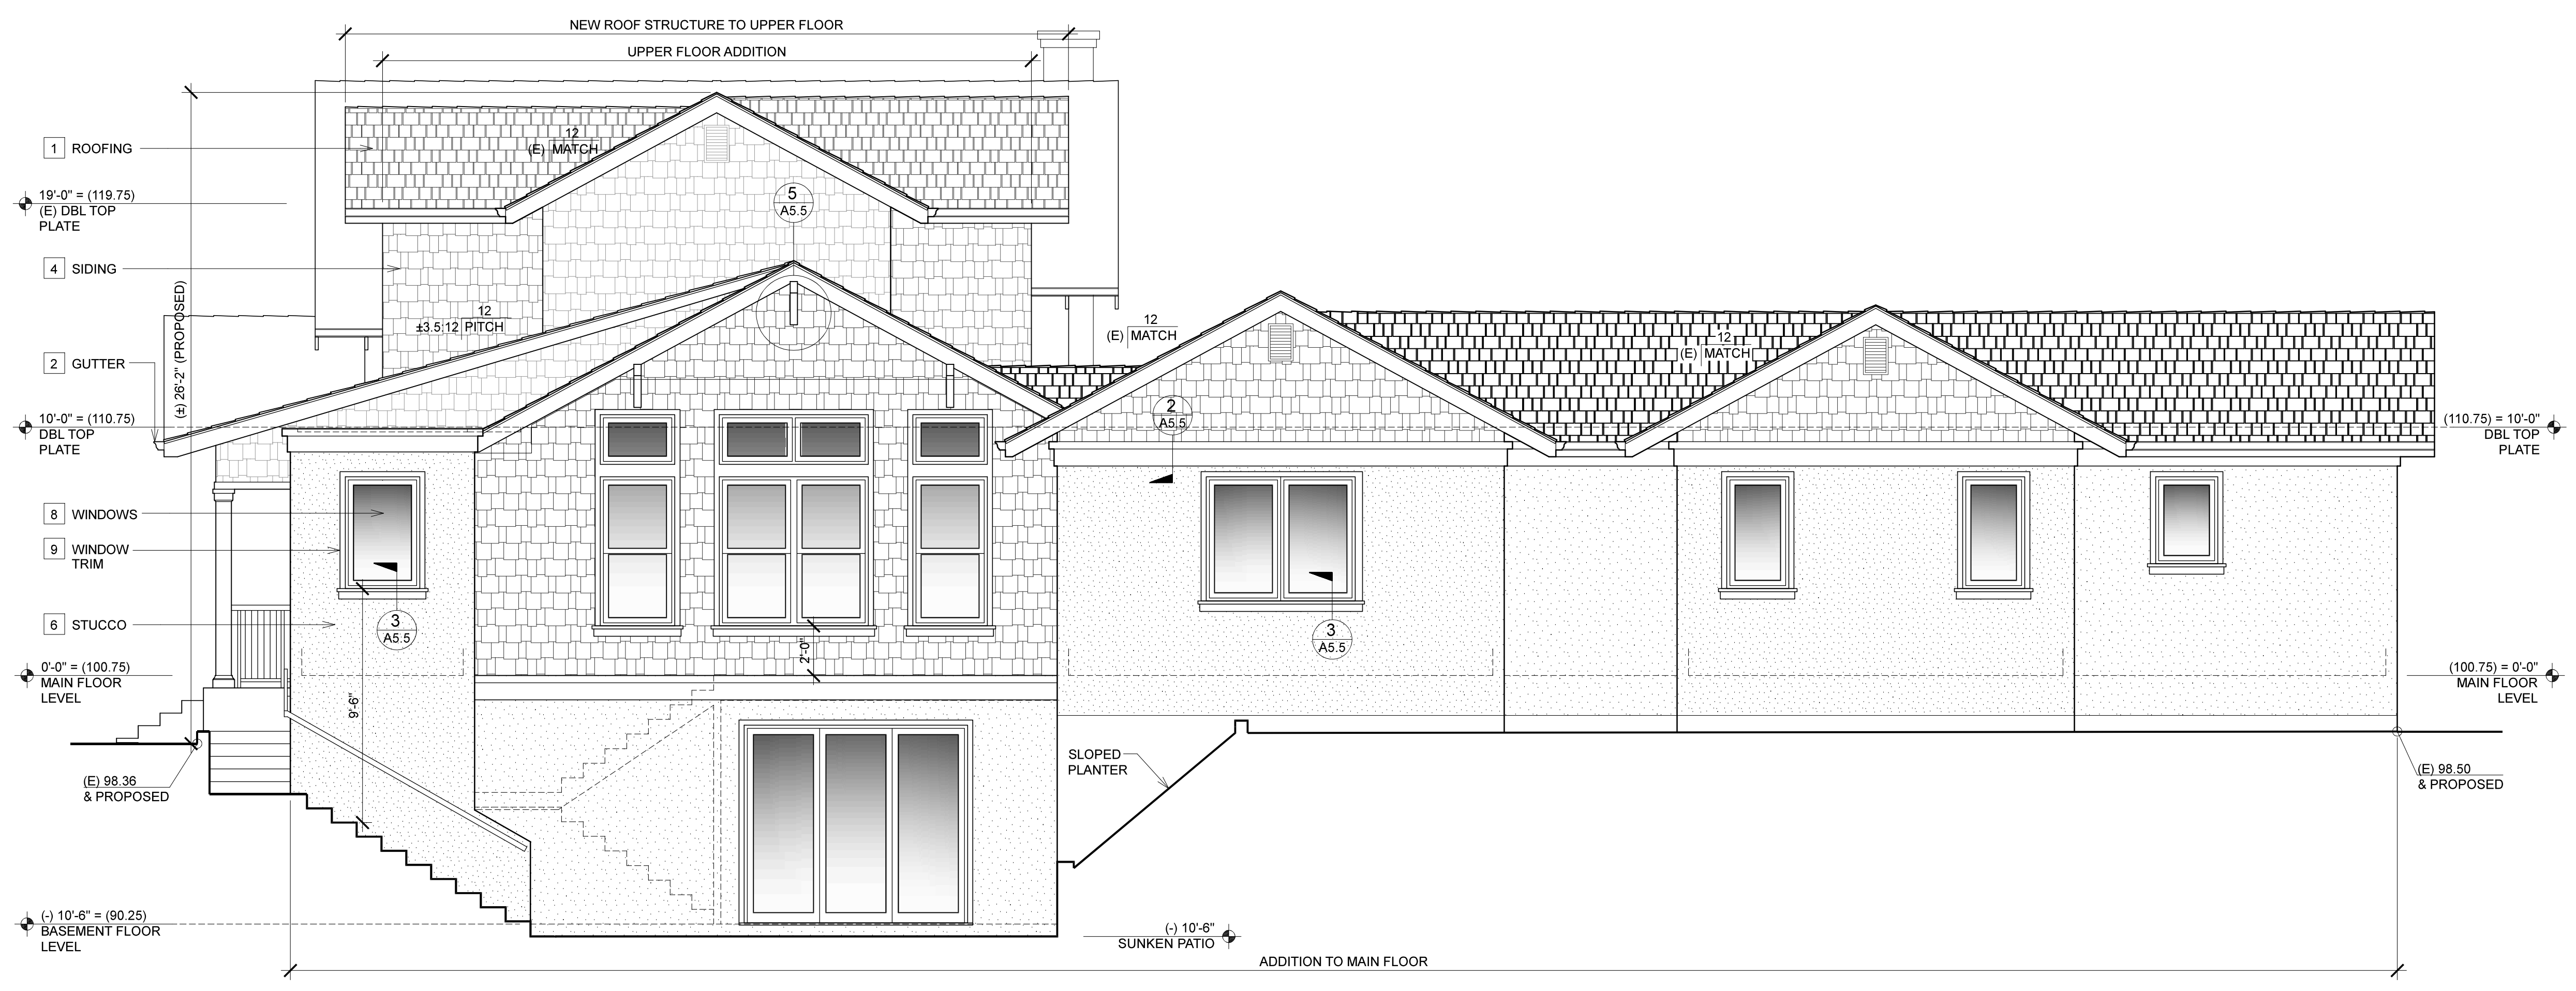 NEW ROOF STRUCTURE TO UPPER FLOOR
UPPER FLOOR ADDITION
1 ROOFING
12
(E) MATCH
19'-0" = (119.75)
(E) DBL TOP
PLATE
5
A5.5
4 SIDING
(±) 26'-2" (PROPOSED)
12
±3.5:12 PITCH
12
(E) MATCH
12
(E) MATCH
2 GUTTER
10'-0" (110.75)
DBL TOP
PLATE
2
A5.5
(110.75) = 10'-0"
DBL TOP
PLATE
8 WINDOWS
9 WINDOW
TRIM
6 STUCCO
3
A5.5
2'-0"
3
A5.5
0'-0" = (100.75)
MAIN FLOOR
LEVEL
(100.75) = 0'-0"
MAIN FLOOR
LEVEL
9'-6"
SLOPED
PLANTER
(E) 98.36
& PROPOSED
(E) 98.50
& PROPOSED
(-) 10'-6" = (90.25)
BASEMENT FLOOR
LEVEL
(-) 10'-6"
SUNKEN PATIO
ADDITION TO MAIN FLOOR